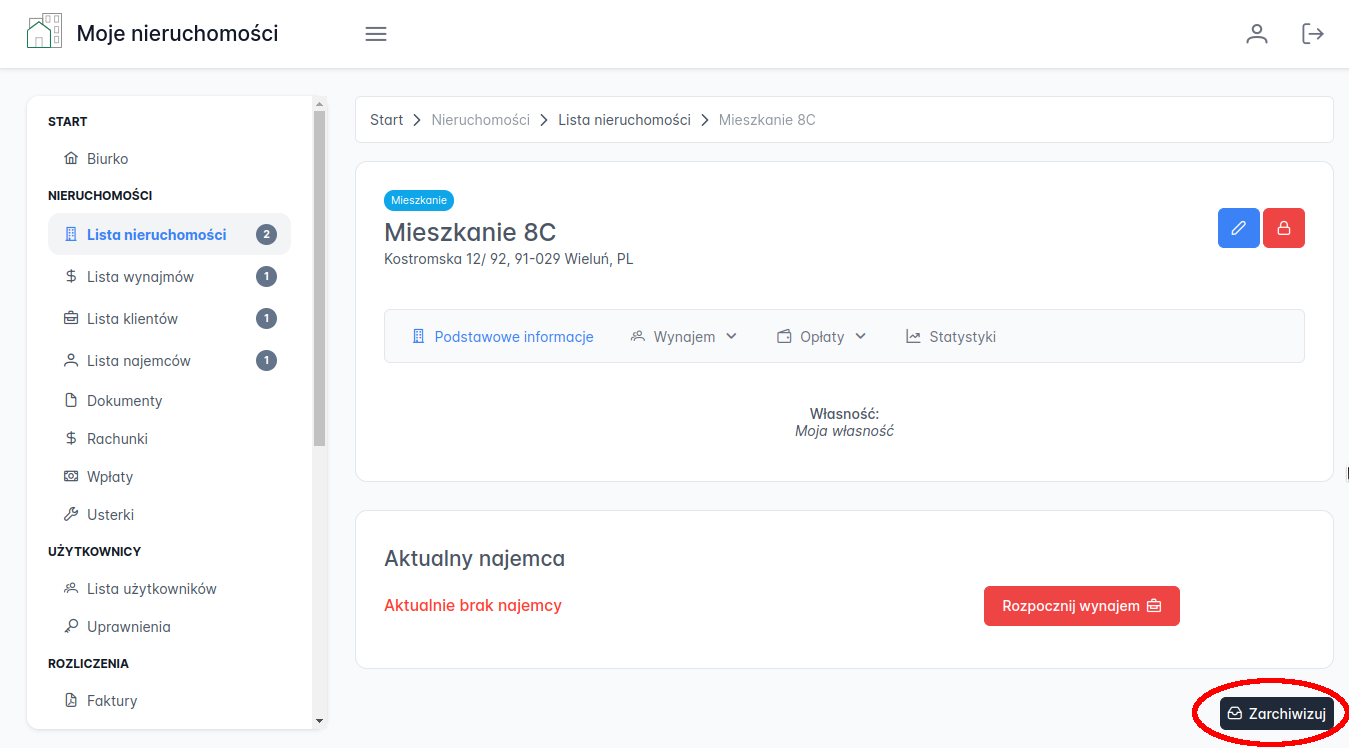 Moje nieruchomości
START
Biurko
NIERUCHOMOŚCI
Lista nieruchomości 2
Lista wynajmów 1
Lista klientów 1
Lista najemców 1
Dokumenty
Rachunki
Wpłaty
Usterki
UŻYTKOWNICY
Lista użytkowników
Uprawnienia
ROZLICZENIA
Faktury
Start > Nieruchomości > Lista nieruchomości > Mieszkanie 8C
Mieszkanie
Mieszkanie 8C
Kostromska 12/ 92, 91-029 Wieluń, PL
Podstawowe informacje Wynajem Opłaty Statystyki
Własność:
Moja własność
Aktualny najemca
Aktualnie brak najemcy
Rozpocznij wynajem
Zarchiwizuj